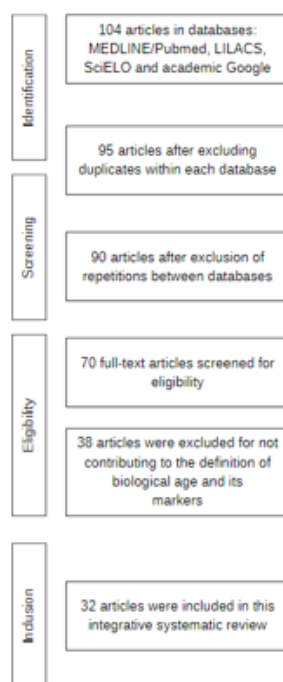 Identification
104 articles in databases:
MEDLINE/Pubmed, LILACS,
SciELO and academic Google
95 articles after excluding
duplicates within each database
Screening
90 articles after exclusion of
repetitions between databases
Eligibility
70 full-text articles screened for
eligibility
38 articles were excluded for not
contributing to the definition of
biological age and its
markers
Inclusion
32 articles were included in this
integrative systematic review